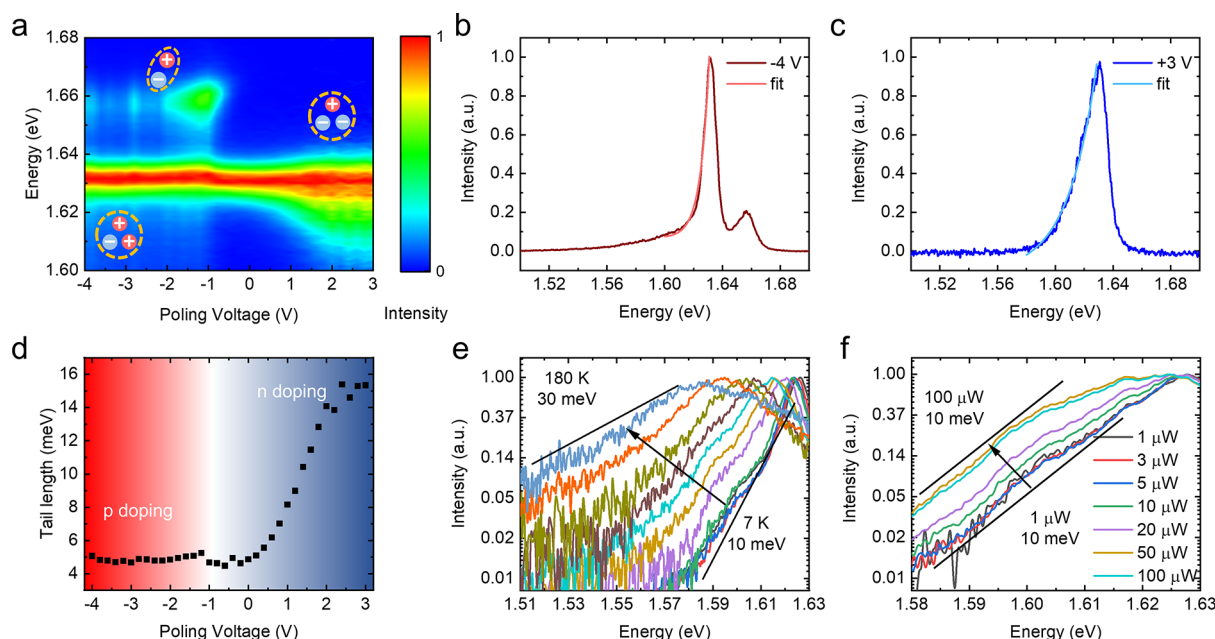 a
1.68
1.66
1.64
1.62
1.60
Energy (eV)
-4 -3 -2 -1 0 1 2 3
Poling Voltage (V)
1
0
Intensity
b
1.0
0.8
0.6
0.4
0.2
0.0
Intensity (a.u.)
-4 V
fit
1.52 1.56 1.60 1.64 1.68
Energy (eV)
c
1.0
0.8
0.6
0.4
0.2
0.0
Intensity (a.u.)
+3 V
fit
1.52 1.56 1.60 1.64 1.68
Energy (eV)
d
16
14
12
10
8
6
4
Tail length (meV)
n doping
p doping
-4 -3 -2 -1 0 1 2 3
Poling Voltage (V)
e
1.00
0.37
0.14
0.05
0.02
0.01
Intensity (a.u.)
180 K
30 meV
7 K
10 meV
1.51 1.53 1.55 1.57 1.59 1.61 1.63
Energy (eV)
f
1.00
0.37
0.14
0.05
0.02
0.01
Intensity (a.u.)
100 μW
10 meV
1 μW
10 meV
1 μW
3 μW
5 μW
10 μW
20 μW
50 μW
100 μW
1.58 1.59 1.60 1.61 1.62 1.63
Energy (eV)